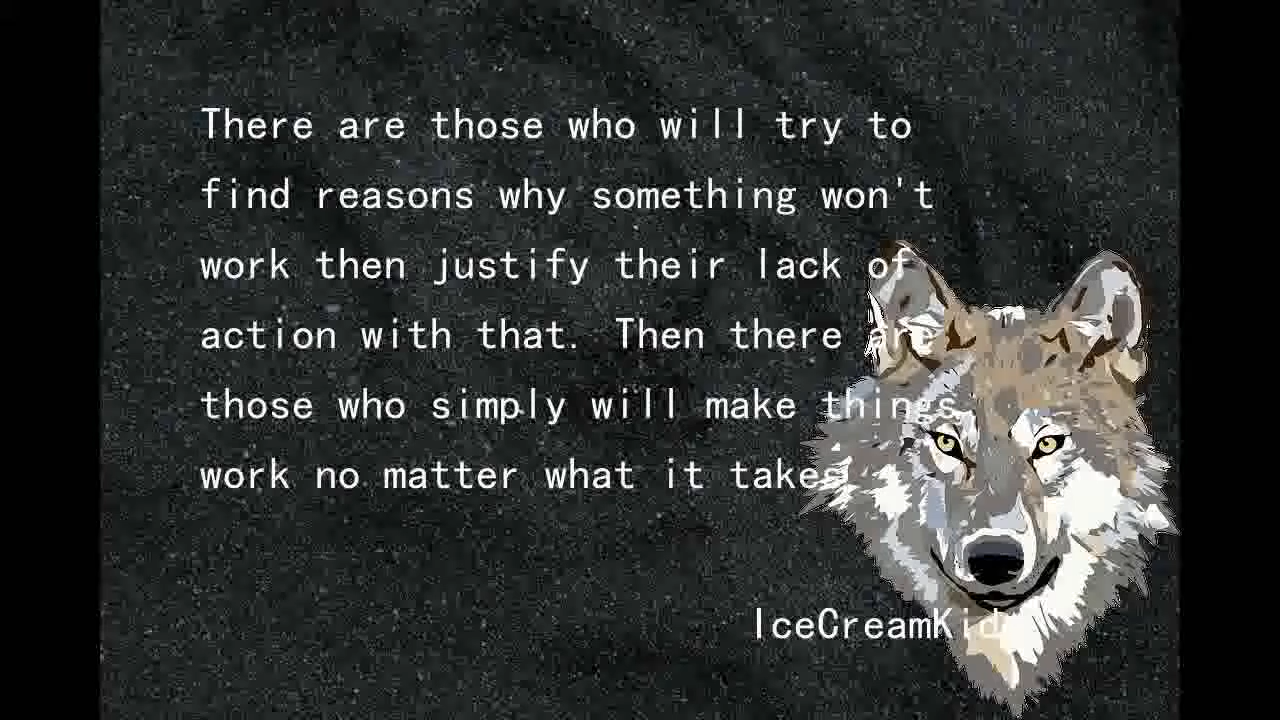 There are those who will try to
find reasons why something won't
work then justify their lack of
action with that. Then there are
those who simply will make things
work no matter what it takes.
IceCreamKid